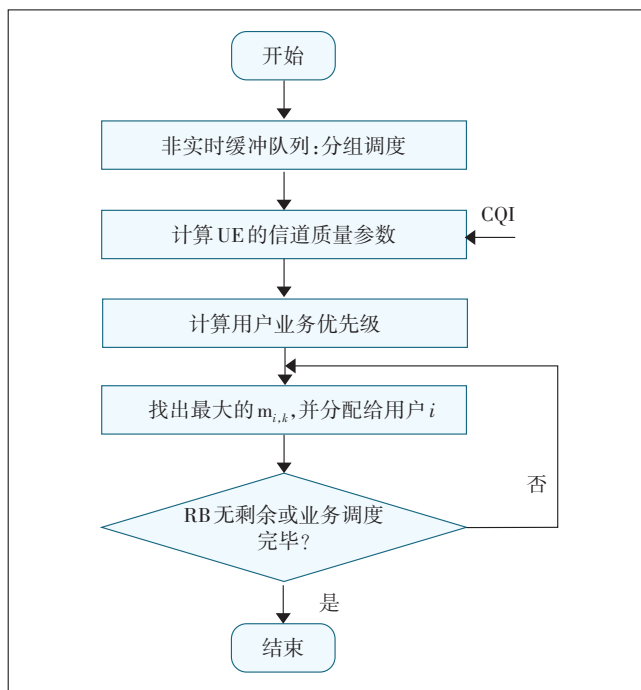 开始
非实时缓冲队列:分组调度
CQI
计算UE的信道质量参数
计算用户业务优先级
找出最大的m_{i,k},并分配给用户i
否
RB无剩余或业务调度
完毕?
是
结束